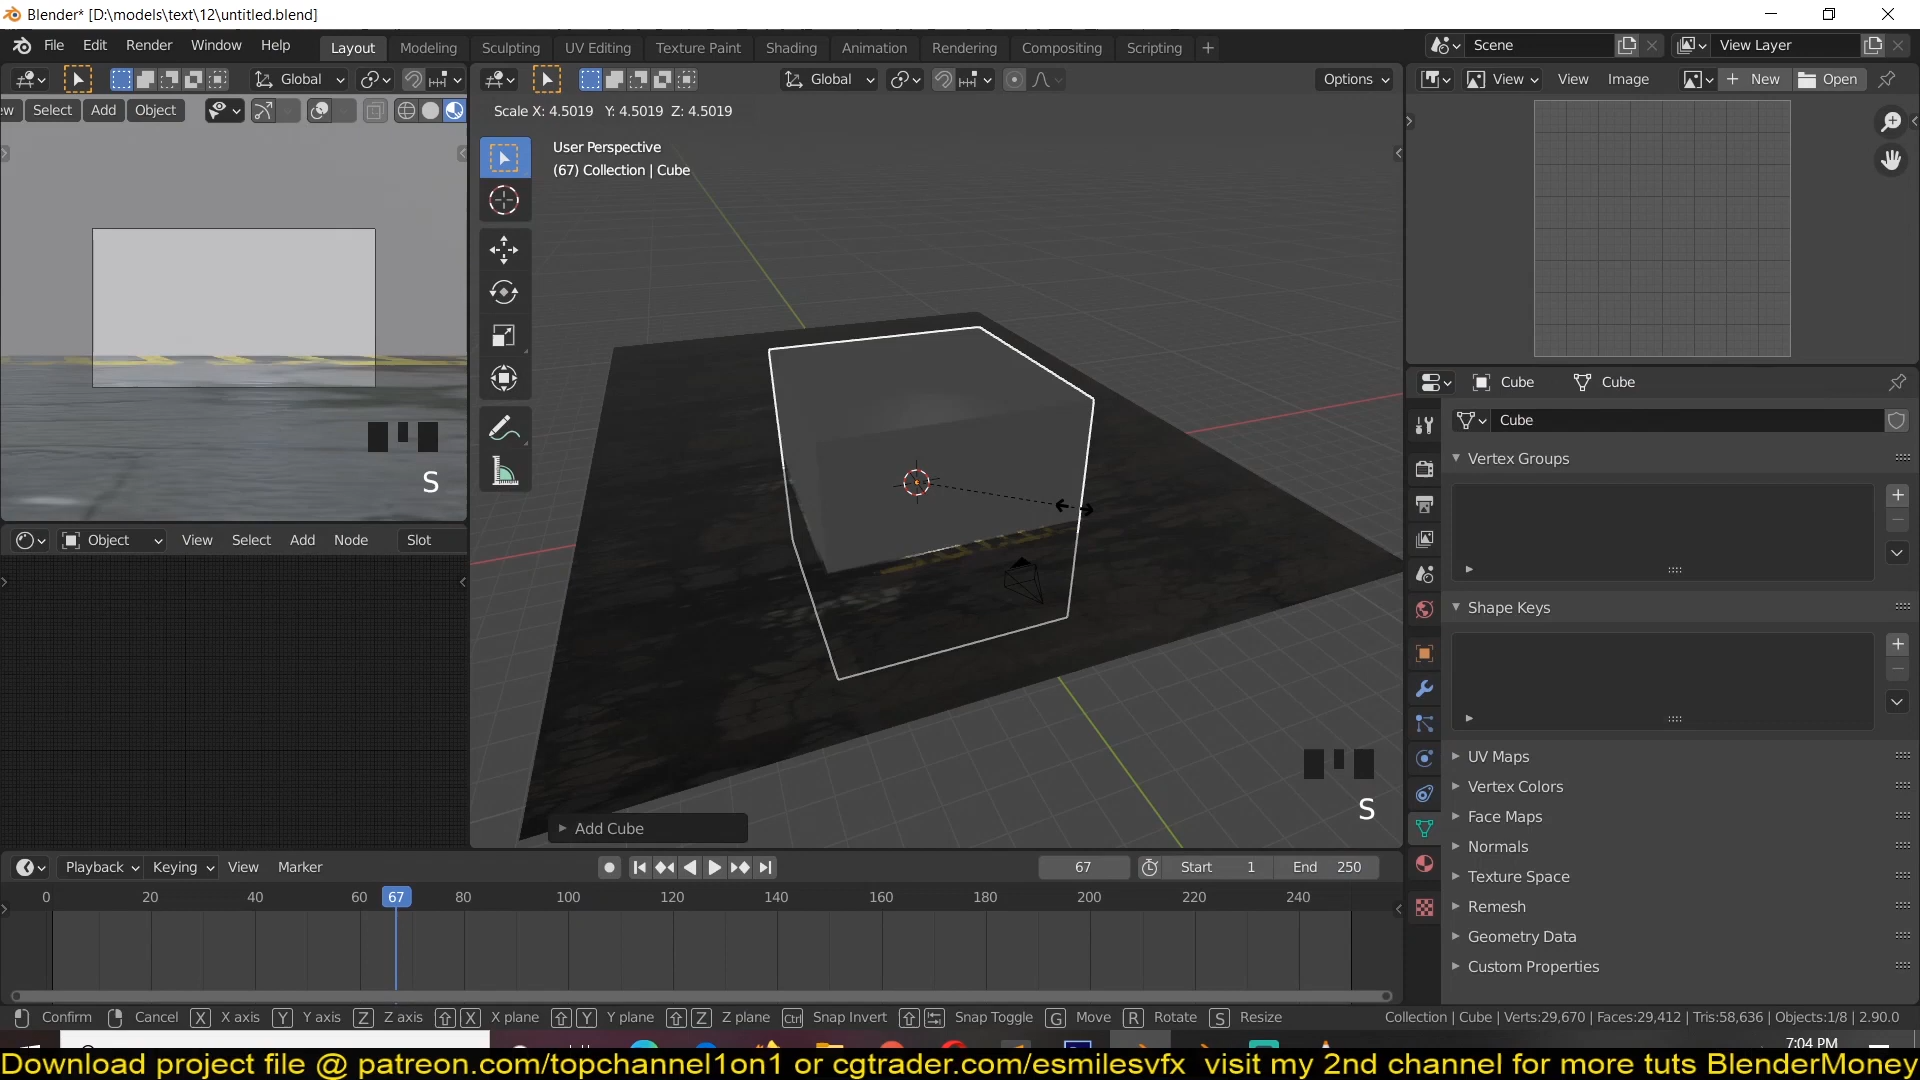 Blender* [D:\models\text\12\untitled.blend]
File Edit Render Window Help Layout Modeling Sculpting UV Editing Texture Paint Shading Animation Rendering Compositing Scripting + Scene View Layer
Global Global Options View View Image + New Open
ew Select Add Object
Scale X: 4.5019 Y: 4.5019 Z: 4.5019
User Perspective
(67) Collection | Cube
Cube Cube
Cube
Vertex Groups
S
Object View Select Add Node Slot
Shape Keys
UV Maps
Vertex Colors
S
Face Maps
Add Cube
Normals
Playback Keying View Marker 67 Start 1 End 250
Texture Space
0 20 40 60 67 80 100 120 140 160 180 200 220 240
Remesh
Geometry Data
Custom Properties
Confirm Cancel X X axis Y Y axis Z Z axis X X plane Y Y plane Z Z plane Ctrl Snap Invert Snap Toggle G Move R Rotate S Resize Collection | Cube | Verts:29,670 | Faces:29,412 | Tris:58,636 | Objects:1/8 | 2.90.0
7:04 PM
Download project file @ patreon.com/topchannel1on1 or cgtrader.com/esmilesvfx visit my 2nd channel for more tuts BlenderMoney